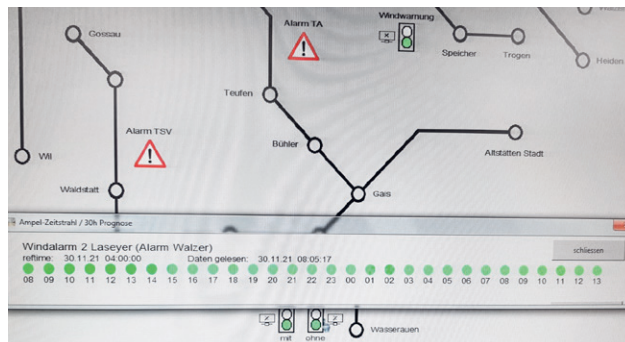 Gossau
Alarm TA
Windwarnung
Speicher
Trogen
Heiden
Teufen
Alarm TSV
Wil
Bühler
Altstätten Stadt
Waldstatt
Gais
Ampel-Zeitstrahl / 30h Prognose
Windalarm 2 Laseyer (Alarm Walzer)
schliessen
reftime: 30.11.21 04:00:00 Daten gelesen: 30.11.21 08:05:17
08 09 10 11 12 13 14 15 16 17 18 19 20 21 22 23 00 01 02 03 04 05 06 07 08 09 10 11 12 13
mit ohne
Wasserauen